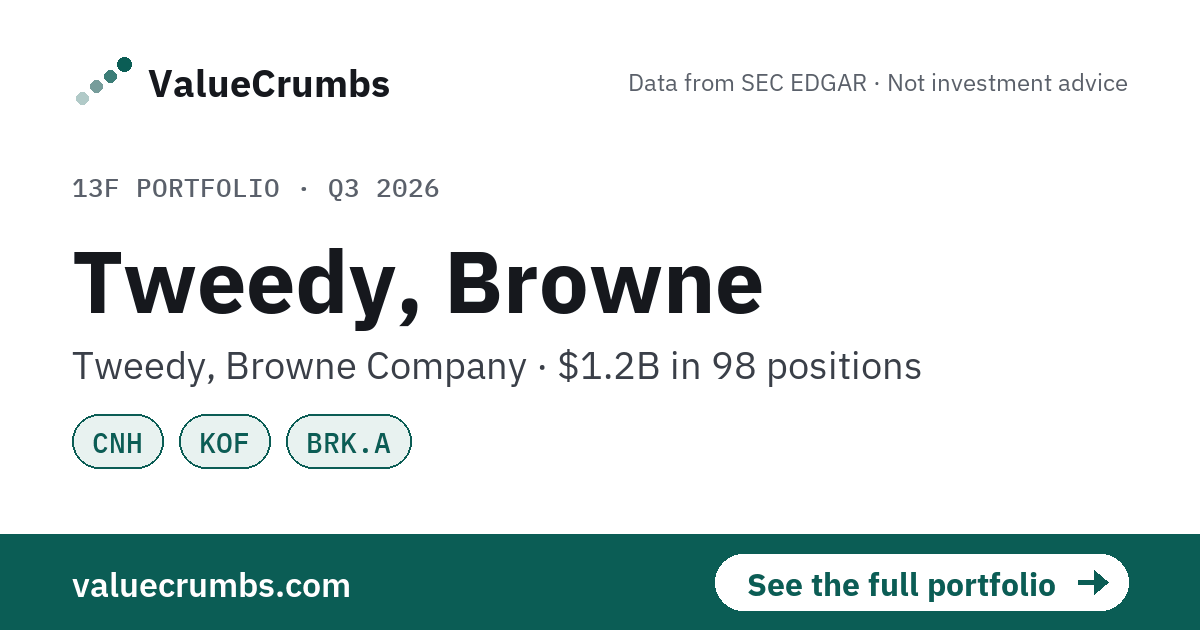 ValueCrumbs
Data from SEC EDGAR · Not investment advice
13F PORTFOLIO · Q3 2026
Tweedy, Browne
Tweedy, Browne Company · $1.2B in 98 positions
CNH KOF BRK.A
valuecrumbs.com
See the full portfolio